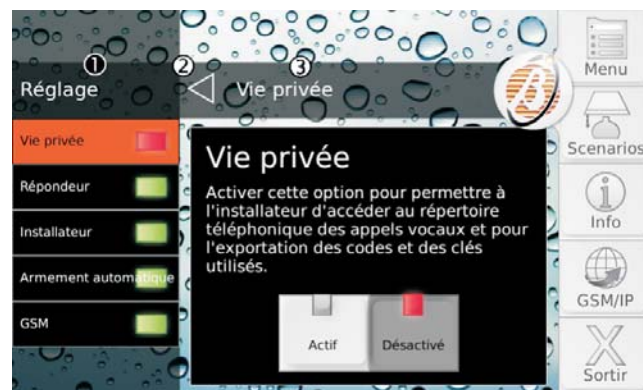 ① ② ③
Réglage
Vie privée
Vie privée
Répondeur
Installateur
Armement automatique
GSM
Vie privée
Activer cette option pour permettre à
l'installateur d'accéder au répertoire
téléphonique des appels vocaux et pour
l'exportation des codes et des clés
utilisés.
Actif
Désactivé
B
Menu
Scenarios
i
Info
GSM/IP
Sortir